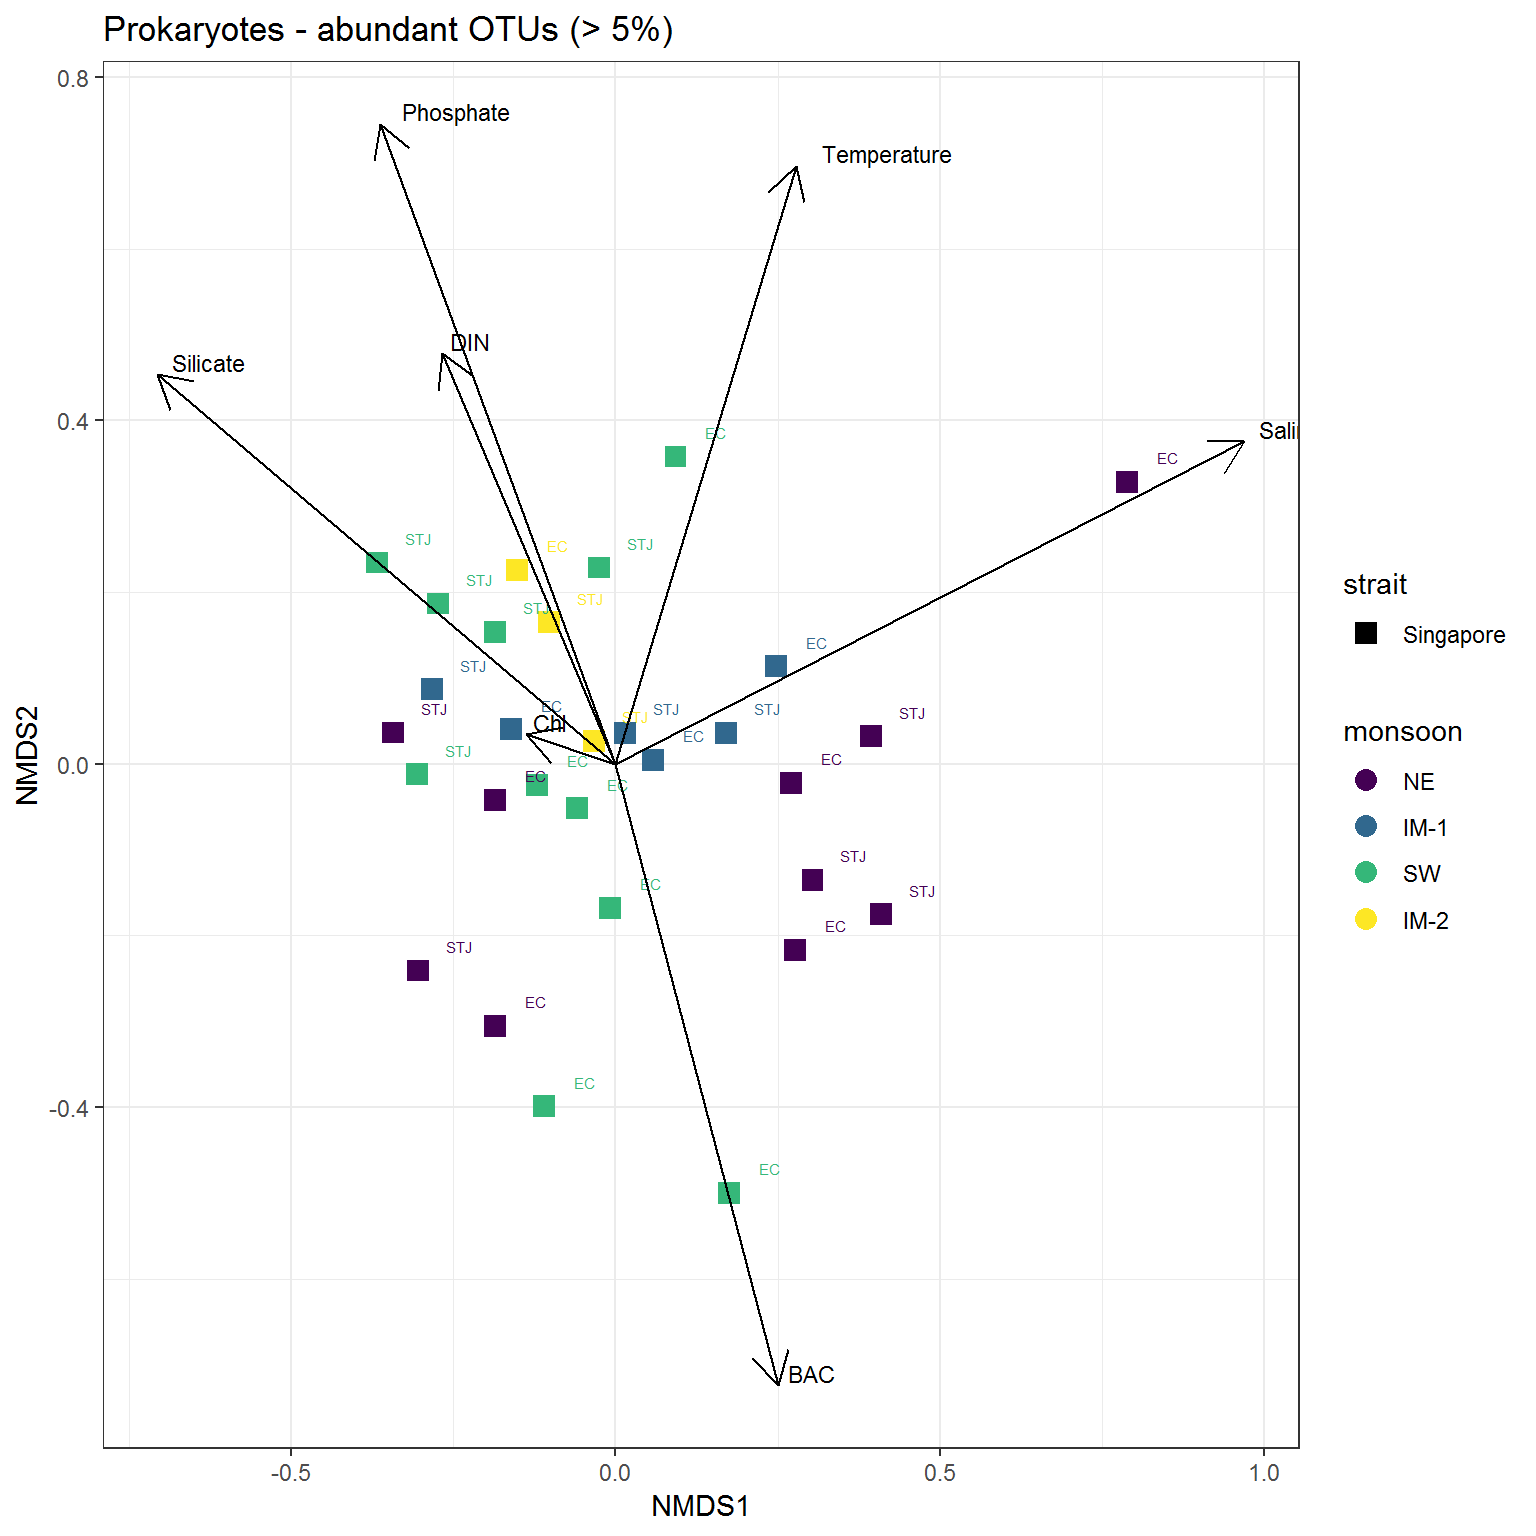 Prokaryotes - abundant OTUs (> 5%)
0.8
Phosphate
Temperature
DIN
Silicate
0.4
EC
Salin
EC
STJ
EC
STJ
STJ
STJ
STJ
EC
STJ
STJ
EC
STJ
STJ
STJ
STJ
Chl
EC
STJ
0.0
EC
EC
EC
EC
STJ
EC
STJ
EC
STJ
EC
-0.4
EC
EC
BAC
-0.5
0.0
0.5
1.0
NMDS1
NMDS2
strait
Singapore
monsoon
NE
IM-1
SW
IM-2